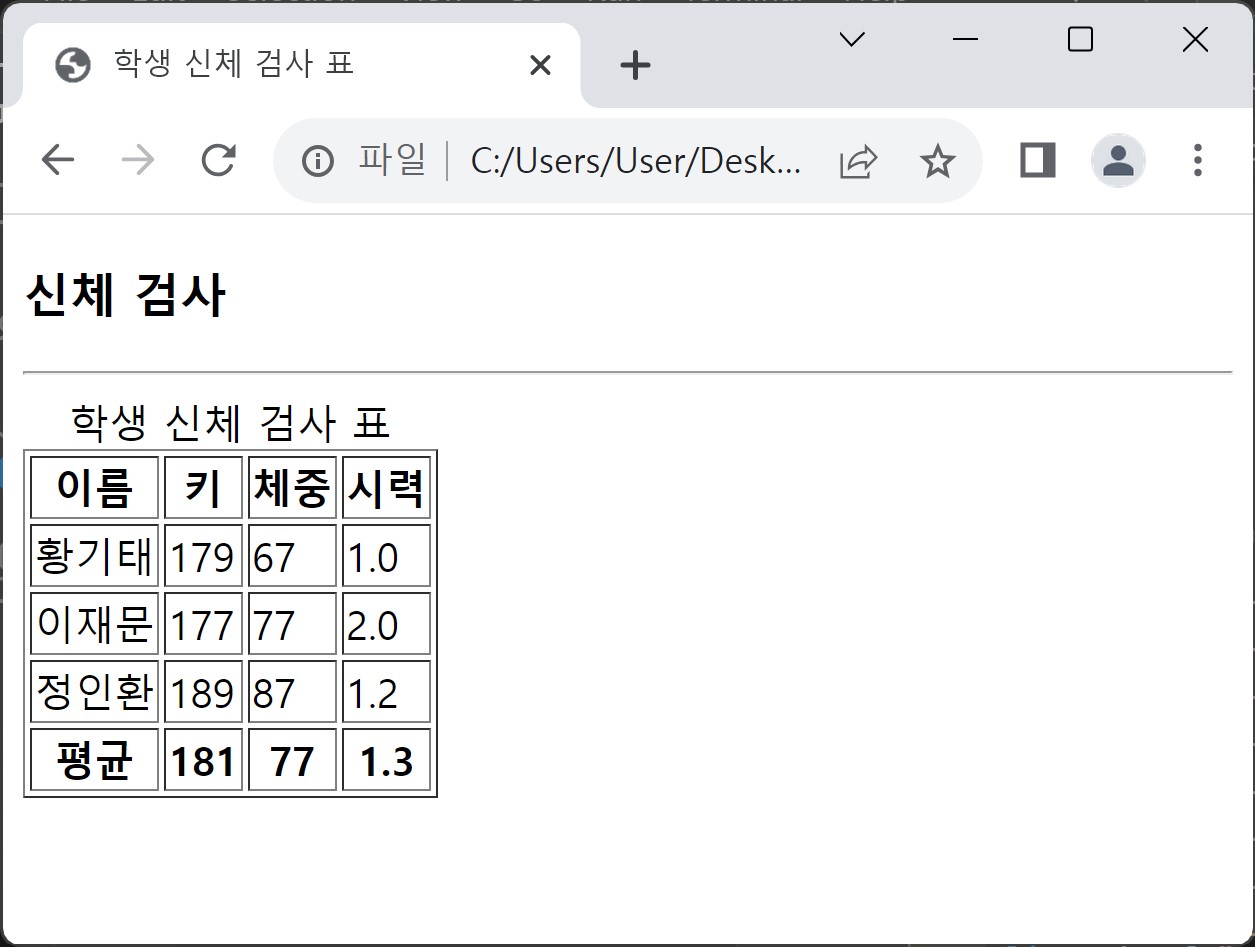 학생 신체 검사 표
파일 C:/Users/User/Desk...
신체 검사
학생 신체 검사 표
이름 키 체중 시력
황기태 179 67 1.0
이재문 177 77 2.0
정인환 189 87 1.2
평균 181 77 1.3